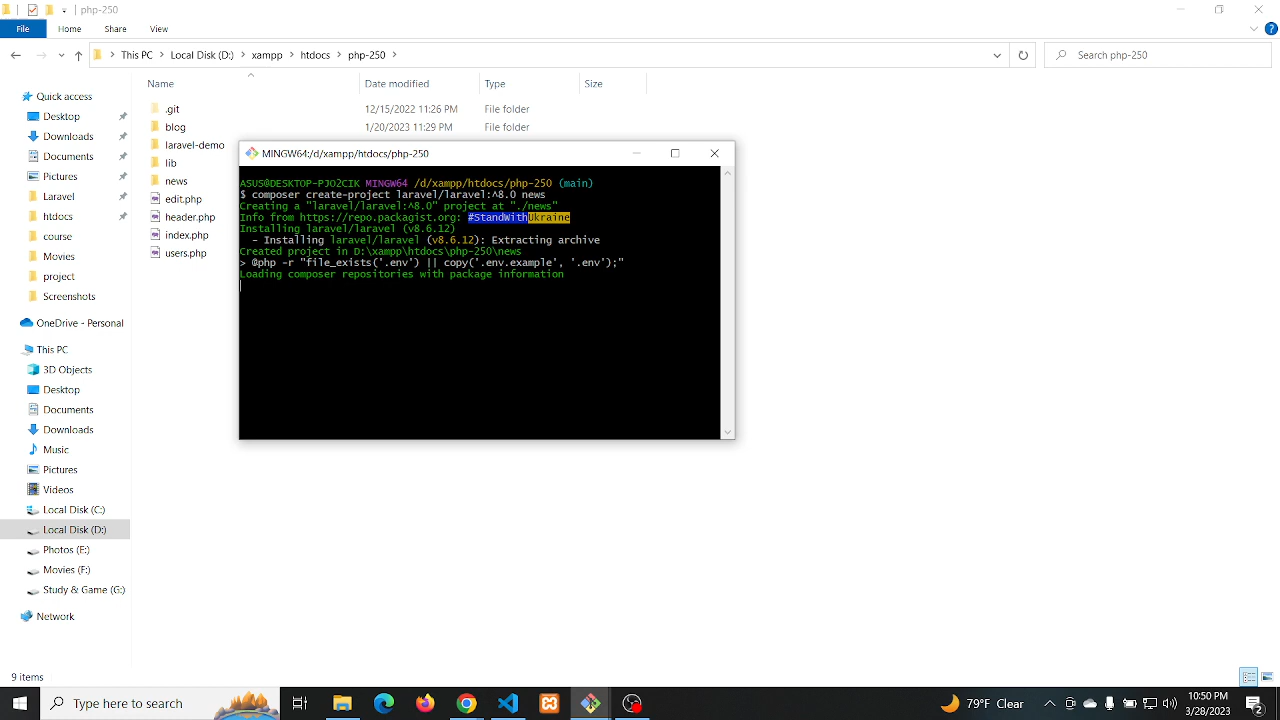 php-250
File Home Share View
This PC Local Disk (D:) xampp htdocs php-250 Search php-250
Name Date modified Type Size
Quick access
Desktop
Downloads
Documents
Pictures
Laravel
htdocs
course
Movies
project
Screenshots
OneDrive - Personal
This PC
3D Objects
Desktop
Documents
Downloads
Music
Pictures
Videos
Local Disk (C:)
Local Disk (D:)
Photos (E:)
Movies (F:)
Study & Game (G:)
Network
.git 12/15/2022 11:26 PM File folder
blog 1/20/2023 11:29 PM File folder
laravel-demo
lib
news
edit.php
header.php
index.php
users.php
MINGW64:/d/xampp/htdocs/php-250
ASUS@DESKTOP-PJO2CIK MINGW64 /d/xampp/htdocs/php-250 (main)
$ composer create-project laravel/laravel:^8.0 news
Creating a "laravel/laravel:^8.0" project at "./news"
Info from https://repo.packagist.org: #StandWithUkraine
Installing laravel/laravel (v8.6.12)
- Installing laravel/laravel (v8.6.12): Extracting archive
Created project in D:\xampp\htdocs\php-250\news
> @php -r "file_exists('.env') || copy('.env.example', '.env');"
Loading composer repositories with package information
9 items
Type here to search
79°F Clear
10:50 PM
3/28/2023
2